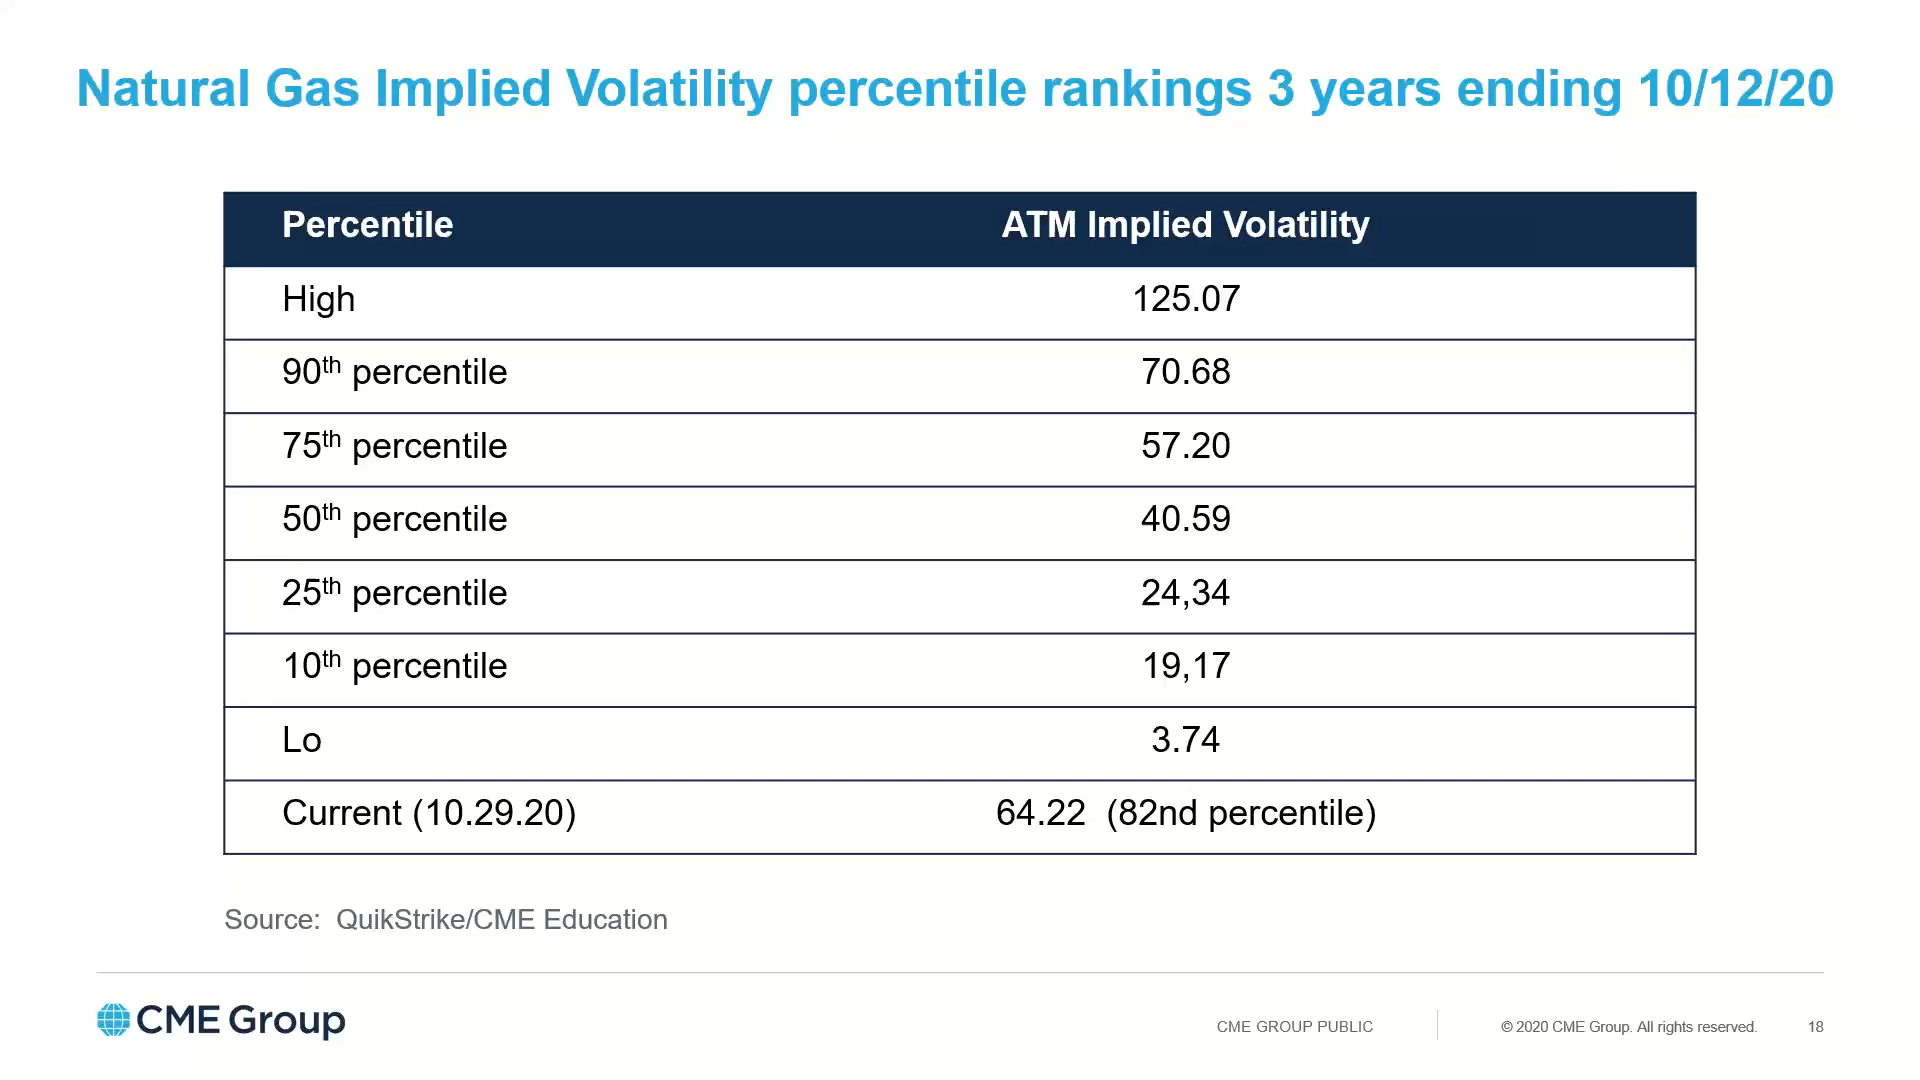 Natural Gas Implied Volatility percentile rankings 3 years ending 10/12/20
Percentile ATM Implied Volatility
High 125.07
90th percentile 70.68
75th percentile 57.20
50th percentile 40.59
25th percentile 24,34
10th percentile 19,17
Lo 3.74
Current (10.29.20) 64.22 (82nd percentile)
Source: QuikStrike/CME Education
CME Group
CME GROUP PUBLIC
© 2020 CME Group. All rights reserved.
18